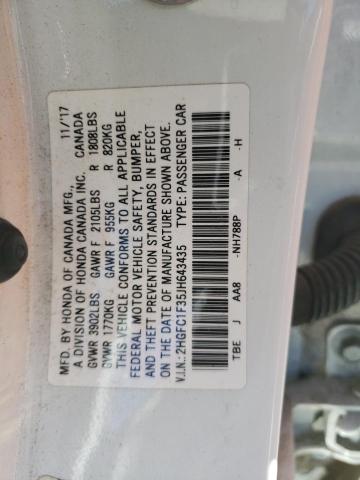 MFD. BY HONDA OF CANADA MFG., 11/17
A DIVISION OF HONDA CANADA INC. CANADA
GVWR 3902LBS GAWR F 2105LBS R 1808LBS
GVWR 1770KG GAWR F 955KG R 820KG
THIS VEHICLE CONFORMS TO ALL APPLICABLE
FEDERAL MOTOR VEHICLE SAFETY, BUMPER,
AND THEFT PREVENTION STANDARDS IN EFFECT
ON THE DATE OF MANUFACTURE SHOWN ABOVE.
V.I.N.: 2HGFC1F35JH643435 TYPE: PASSENGER CAR
TBE J AA8 -NH788P -A -H